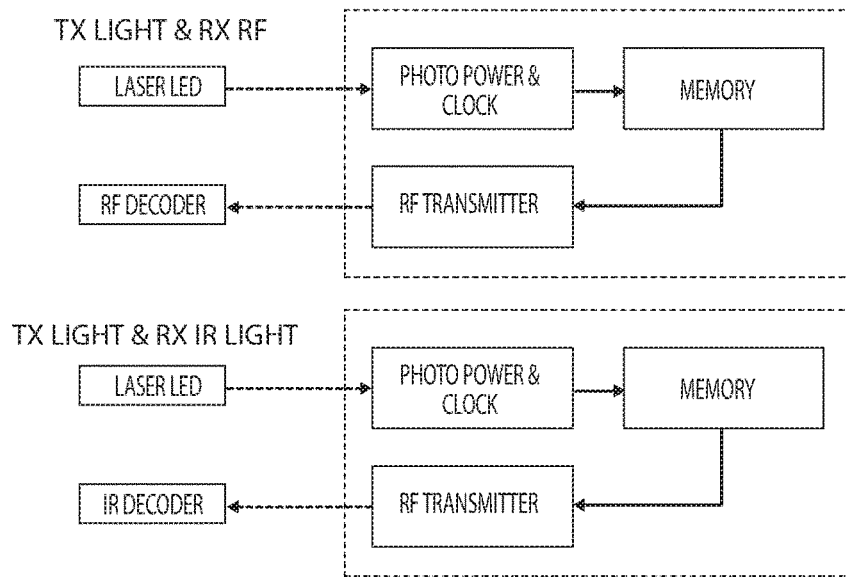 TX LIGHT & RX RF
LASER LED
PHOTO POWER &
CLOCK
MEMORY
RF DECODER
RF TRANSMITTER
TX LIGHT & RX IR LIGHT
LASER LED
PHOTO POWER &
CLOCK
MEMORY
IR DECODER
RF TRANSMITTER